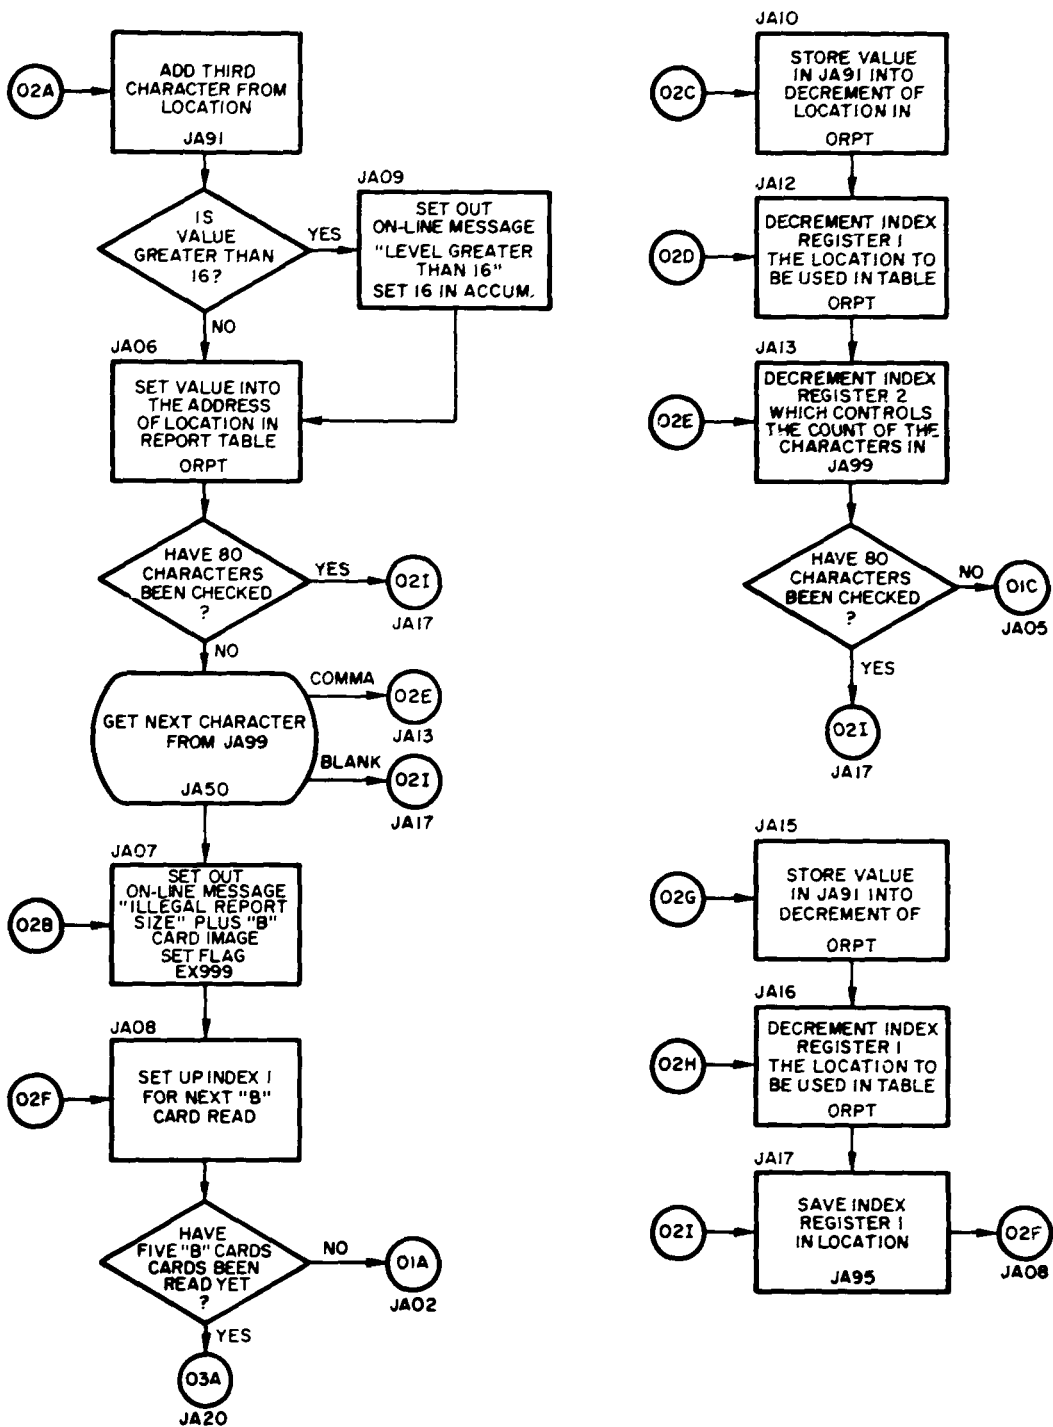 02A
ADD THIRD
CHARACTER FROM
LOCATION
JA91
IS
VALUE
GREATER THAN
16?
YES
NO
JA09
SET OUT
ON-LINE MESSAGE
"LEVEL GREATER
THAN 16"
SET 16 IN ACCUM.
JA06
SET VALUE INTO
THE ADDRESS
OF LOCATION IN
REPORT TABLE
ORPT
HAVE 80
CHARACTERS
BEEN CHECKED
?
YES
02I
JA17
NO
GET NEXT CHARACTER
FROM JA99
JA50
COMMA
02E
JA13
BLANK
02I
JA17
JA07
02B
SET OUT
ON-LINE MESSAGE
"ILLEGAL REPORT
SIZE" PLUS "B"
CARD IMAGE
SET FLAG
EX999
JA08
02F
SET UP INDEX 1
FOR NEXT "B"
CARD READ
HAVE
FIVE "B" CARDS
CARDS BEEN
READ YET
?
NO
01A
JA02
YES
03A
JA20
JA10
02C
STORE VALUE
IN JA91 INTO
DECREMENT OF
LOCATION IN
ORPT
JA12
02D
DECREMENT INDEX
REGISTER 1
THE LOCATION TO
BE USED IN TABLE
ORPT
JA13
02E
DECREMENT INDEX
REGISTER 2
WHICH CONTROLS
THE COUNT OF THE
CHARACTERS IN
JA99
HAVE 80
CHARACTERS
BEEN CHECKED
?
NO
01C
JA05
YES
02I
JA17
JA15
02G
STORE VALUE
IN JA91 INTO
DECREMENT OF
ORPT
JA16
02H
DECREMENT INDEX
REGISTER 1
THE LOCATION TO
BE USED IN TABLE
ORPT
JA17
02I
SAVE INDEX
REGISTER 1
IN LOCATION
JA95
02F
JA08